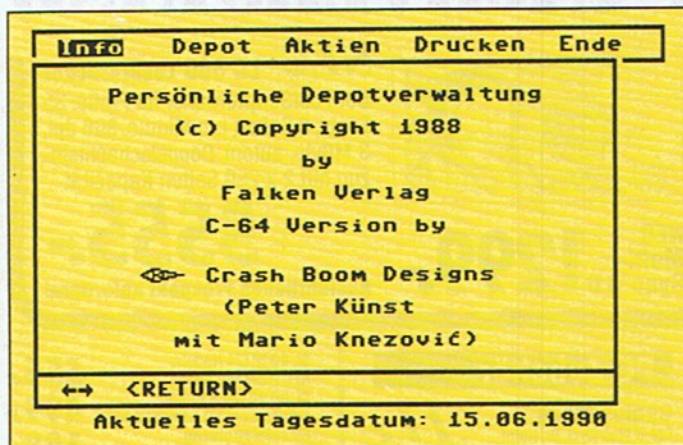 Info Depot Aktien Drucken Ende
Persönliche Depotverwaltung
(c) Copyright 1988
by
Falken Verlag
C-64 Version by
Crash Boom Designs
(Peter Künst
mit Mario Knezović)
←→ <RETURN>
Aktuelles Tagesdatum: 15.06.1990